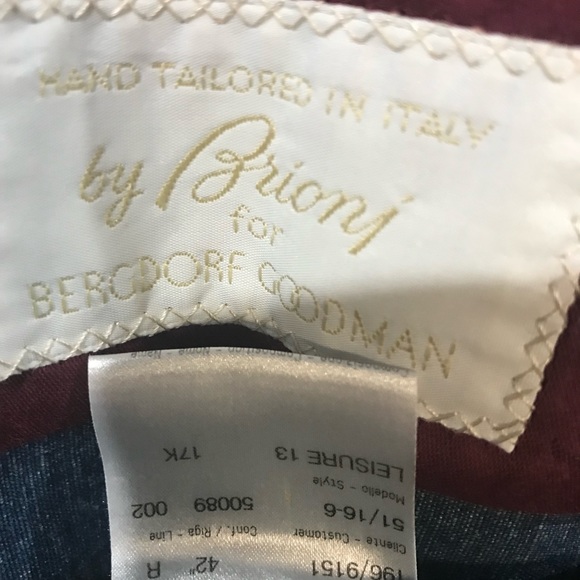 HAND TAILORED IN ITALY
by Brioni
for
BERGDORF GOODMAN
196/9151 42" R
Cliente - Customer Conf. / Riga - Line
51/16-6 50089 002
Modello - Style
LEISURE 13 17K
Name